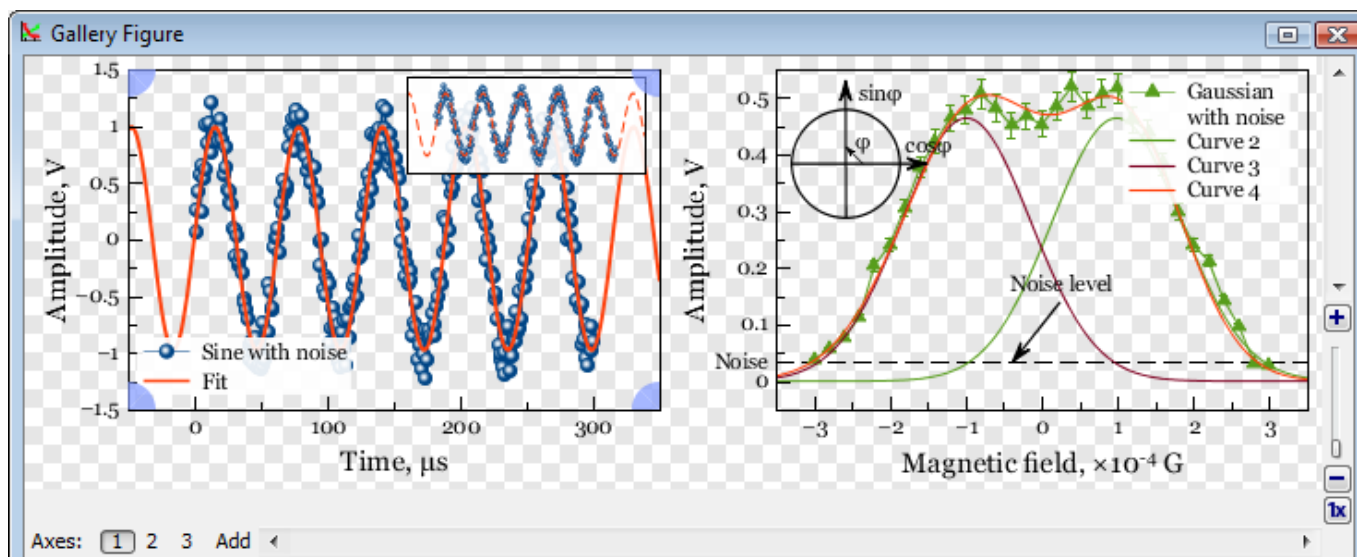 Gallery Figure
1.5
1
0.5
0
−0.5
−1
−1.5
Amplitude, V
Sine with noise
Fit
0
100
200
300
Time, µs
0.5
0.4
0.3
0.2
0.1
Noise
0
Amplitude, V
sinφ
φ
cosφ
Gaussian
with noise
Curve 2
Curve 3
Curve 4
Noise level
−3
−2
−1
0
1
2
3
Magnetic field, ×10⁻⁴ G
1x
Axes: 1 2 3 Add